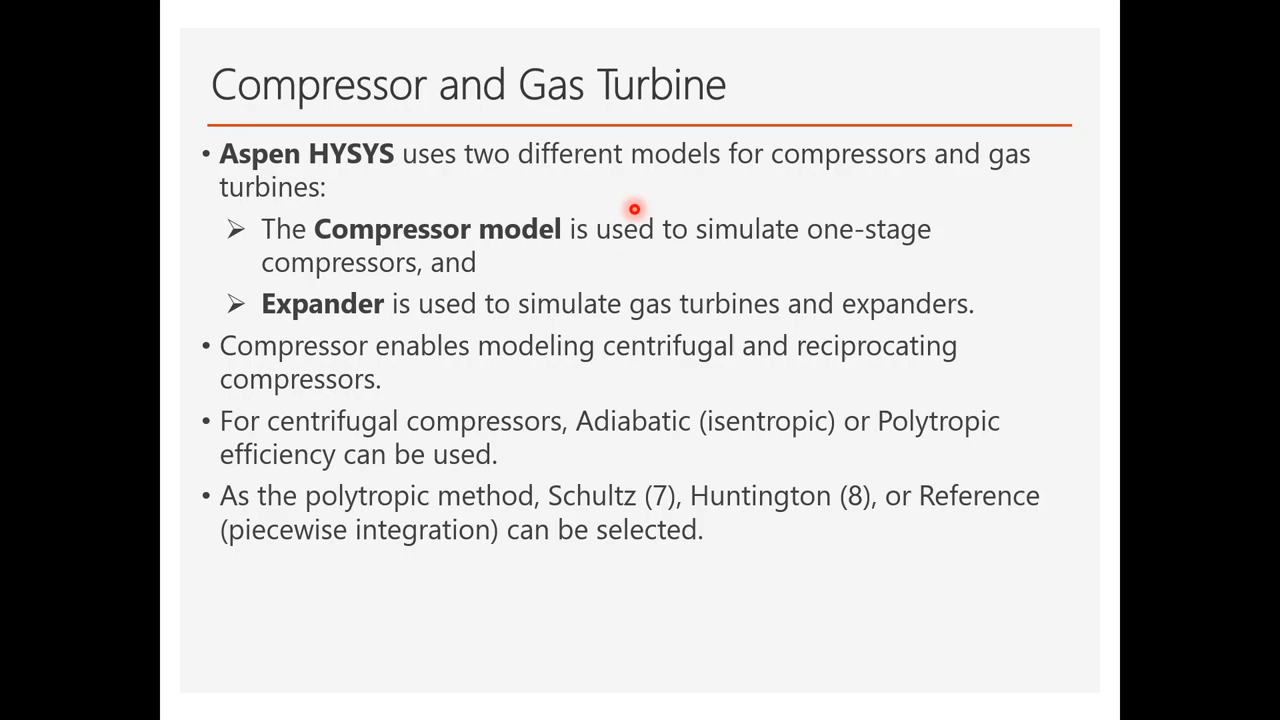 Compressor and Gas Turbine
• Aspen HYSYS uses two different models for compressors and gas
turbines:
➢ The Compressor model is used to simulate one-stage
compressors, and
➢ Expander is used to simulate gas turbines and expanders.
• Compressor enables modeling centrifugal and reciprocating
compressors.
• For centrifugal compressors, Adiabatic (isentropic) or Polytropic
efficiency can be used.
• As the polytropic method, Schultz (7), Huntington (8), or Reference
(piecewise integration) can be selected.